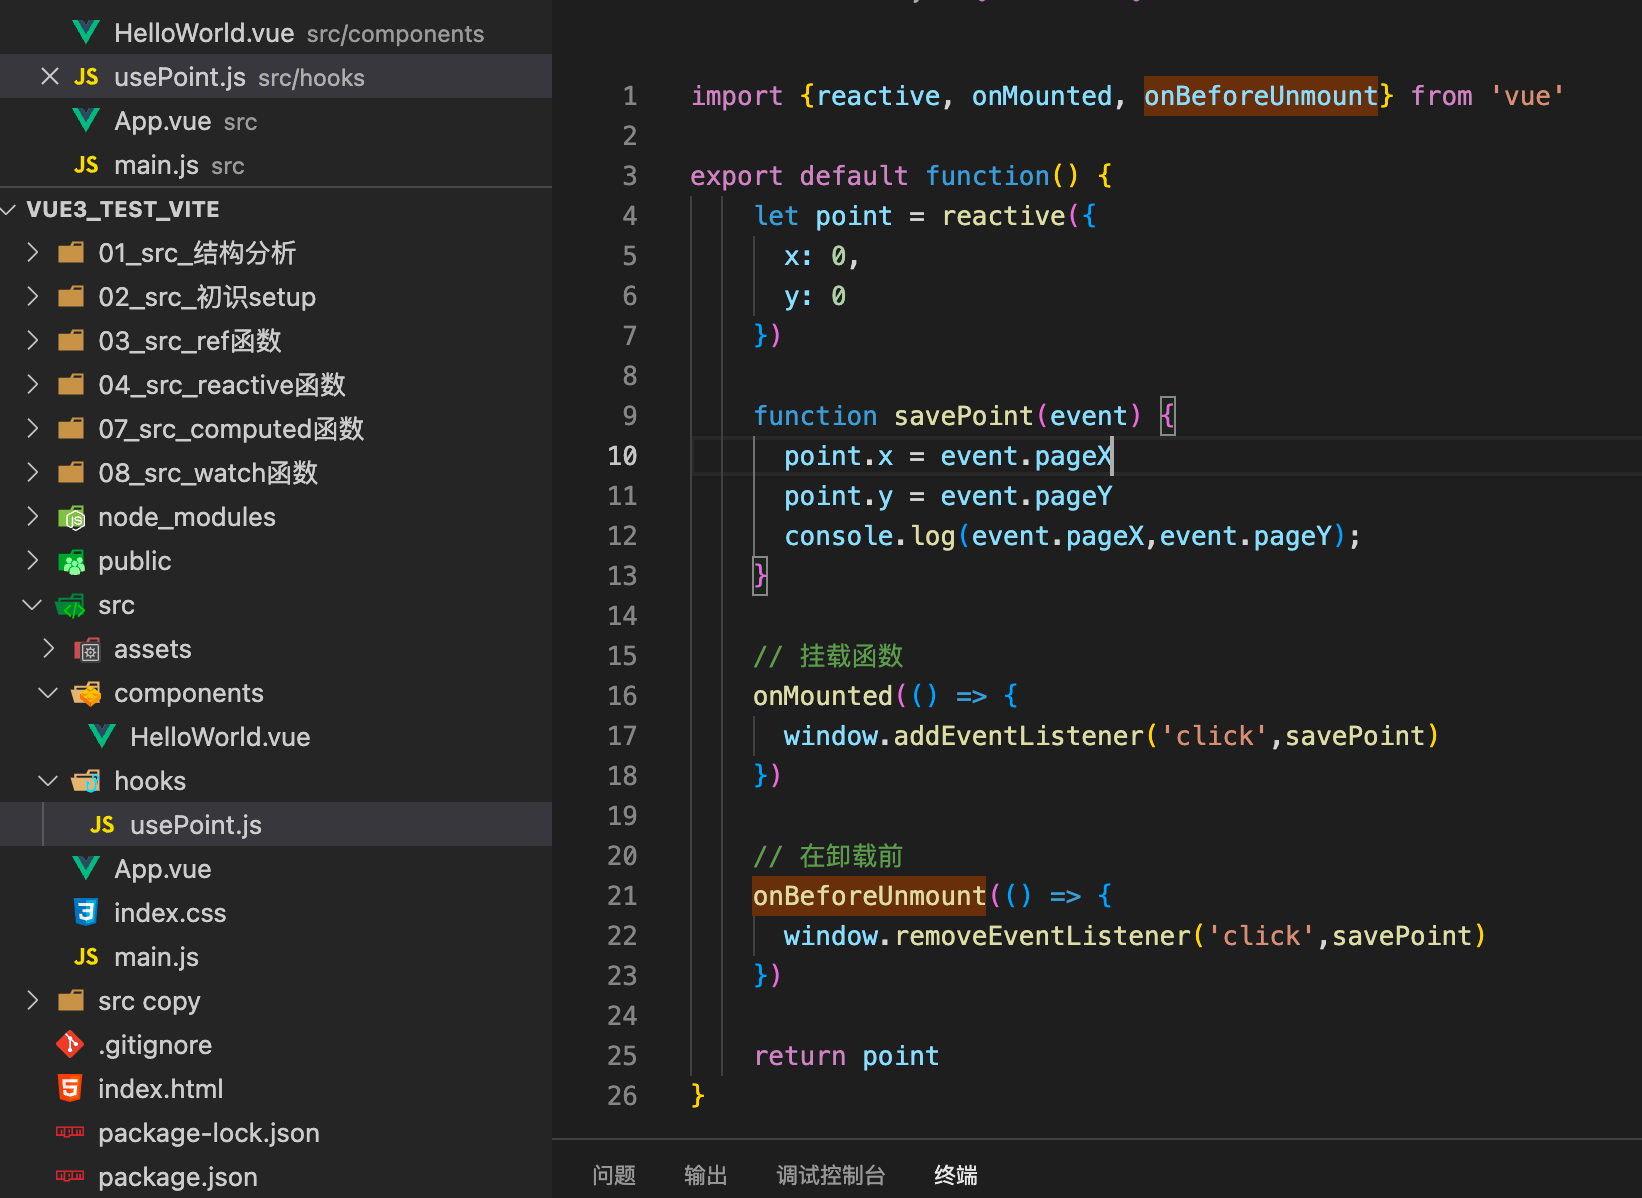 HelloWorld.vue src/components
usePoint.js src/hooks
App.vue src
main.js src
VUE3_TEST_VITE
01_src_结构分析
02_src_初识setup
03_src_ref函数
04_src_reactive函数
07_src_computed函数
08_src_watch函数
node_modules
public
src
assets
components
HelloWorld.vue
hooks
usePoint.js
App.vue
index.css
main.js
src copy
.gitignore
index.html
package-lock.json
package.json
1 import {reactive, onMounted, onBeforeUnmount} from 'vue'
2
3 export default function() {
4 let point = reactive({
5 x: 0,
6 y: 0
7 })
8
9 function savePoint(event) {
10 point.x = event.pageX
11 point.y = event.pageY
12 console.log(event.pageX,event.pageY);
13 }
14
15 // 挂载函数
16 onMounted(() => {
17 window.addEventListener('click',savePoint)
18 })
19
20 // 在卸载前
21 onBeforeUnmount(() => {
22 window.removeEventListener('click',savePoint)
23 })
24
25 return point
26 }
问题 输出 调试控制台 终端